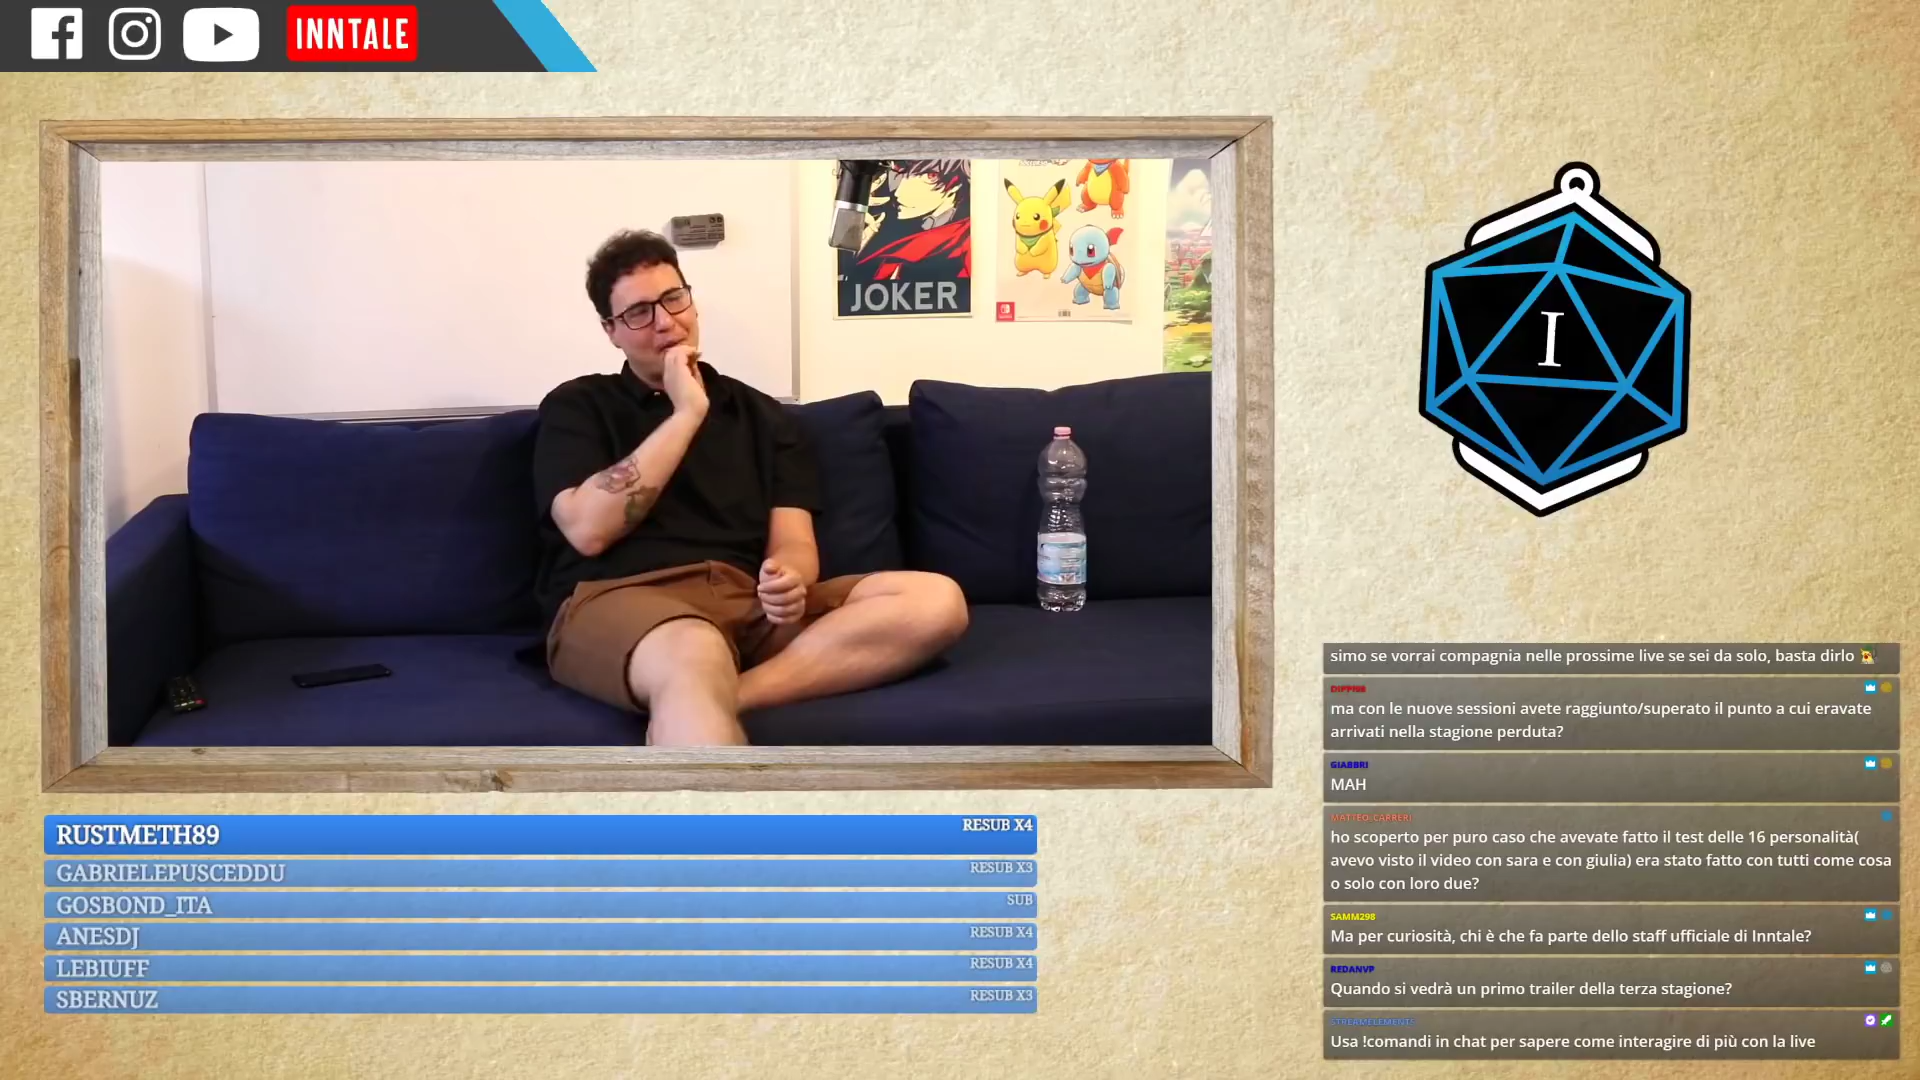 INNTALE
JOKER
I
RUSTMETH89 RESUB X4
GABRIELEPUSCEDDU RESUB X3
GOSBOND_ITA SUB
ANESDJ RESUB X4
LEBIUFF RESUB X4
SBERNUZ RESUB X3
simo se vorrai compagnia nelle prossime live se sei da solo, basta dirlo
ma con le nuove sessioni avete raggiunto/superato il punto a cui eravate
arrivati nella stagione perduta?
GIABBRI
MAH
MATTEO_CARRERI
ho scoperto per puro caso che avevate fatto il test delle 16 personalità(
avevo visto il video con sara e con giulia) era stato fatto con tutti come cosa
o solo con loro due?
SAMM298
Ma per curiosità, chi è che fa parte dello staff ufficiale di Inntale?
REDANVP
Quando si vedrà un primo trailer della terza stagione?
STREAMELEMENTS
Usa !comandi in chat per sapere come interagire di più con la live